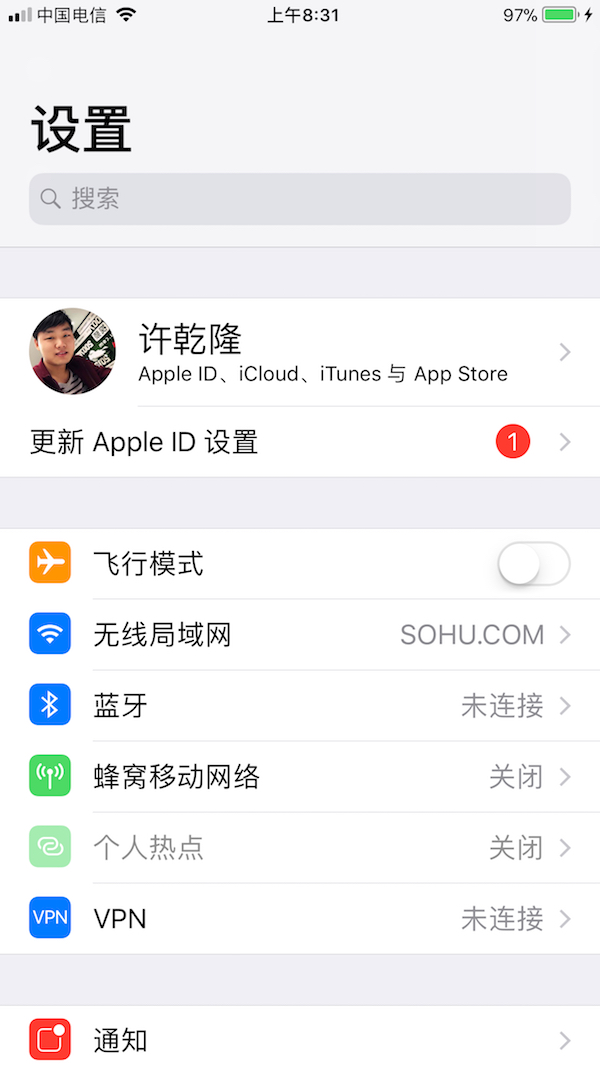 中国电信 上午8:31 97%
设置
搜索
许乾隆
Apple ID、iCloud、iTunes 与 App Store
更新 Apple ID 设置 1
飞行模式
无线局域网 SOHU.COM
蓝牙 未连接
蜂窝移动网络 关闭
个人热点 关闭
VPN VPN 未连接
通知